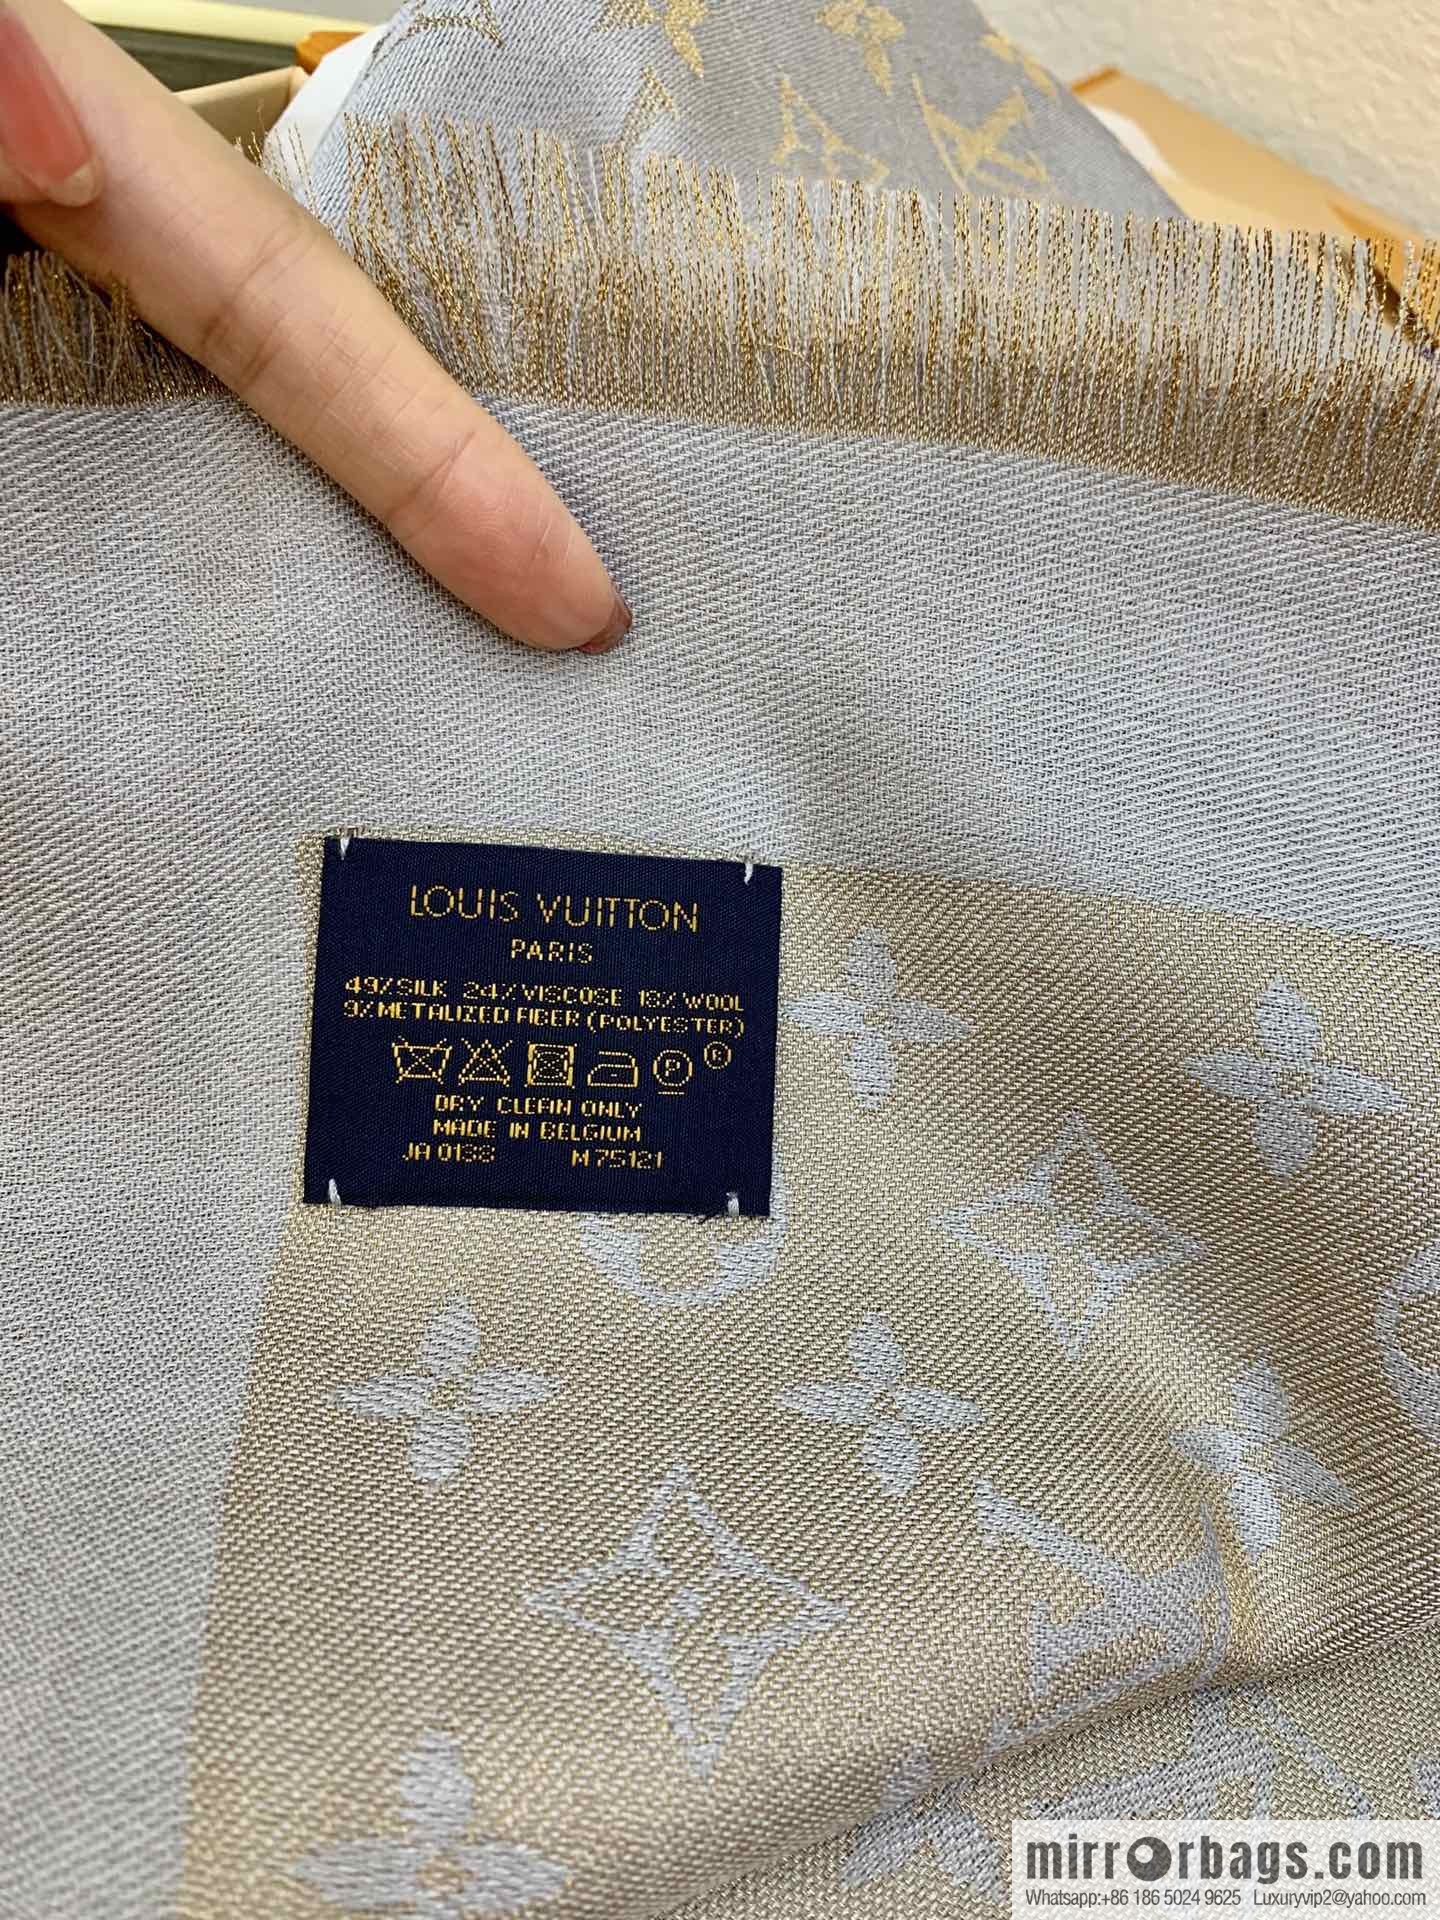 LOUIS VUITTON
PARIS
49% SILK 24% VISCOSE 18% WOOL
9% METALIZED FIBER (POLYESTER)
P E
DRY CLEAN ONLY
MADE IN BELGIUM
JA 0138 M75121
mirrorbags.com
Whatsapp:+86 186 5024 9625 Luxuryvip2@yahoo.com